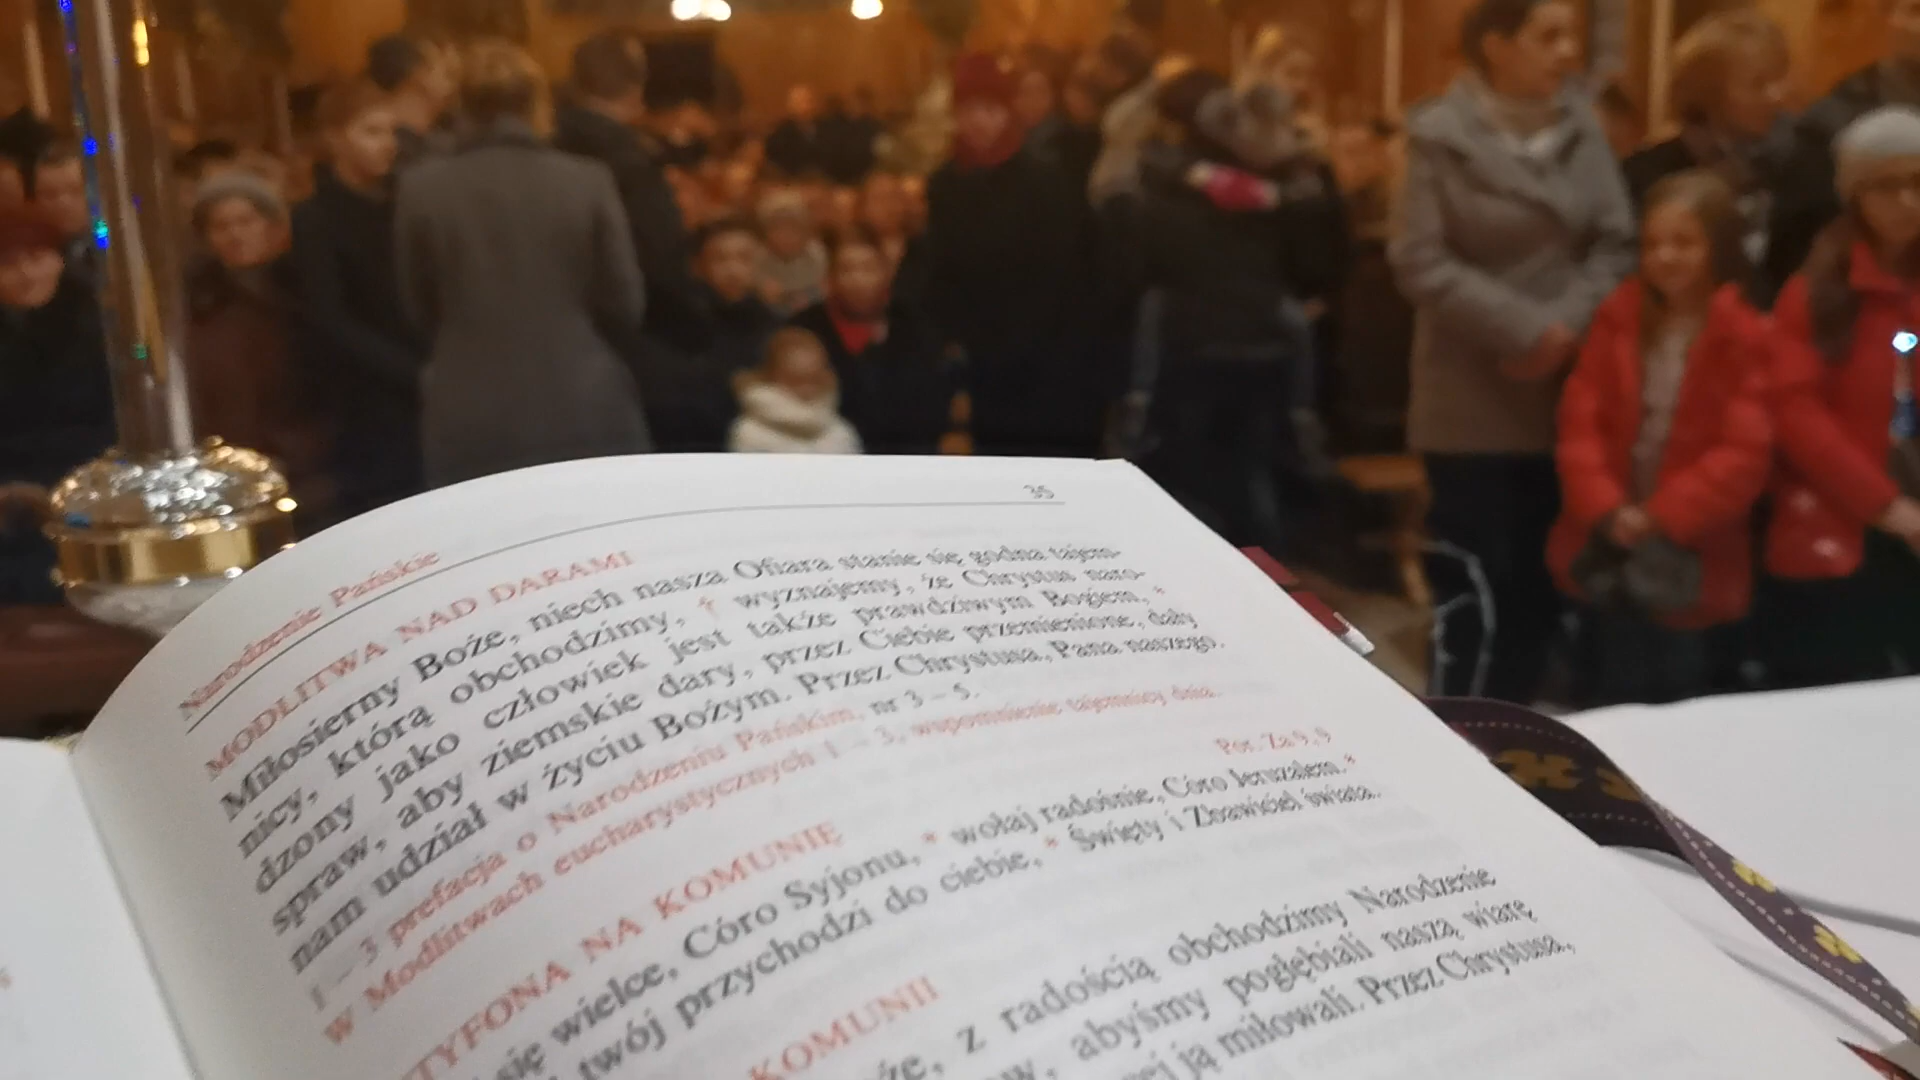 35
Narodzenie Pańskie
MODLITWA NAD DARAMI
Miłosierny Boże, niech nasza Ofiara stanie się godna tajem-
nicy, którą obchodzimy, † wyznajemy, że Chrystus naro-
dzony jako człowiek jest także prawdziwym Bogiem, *
spraw, aby ziemskie dary, przez Ciebie przemienione, dały
nam udział w życiu Bożym. Przez Chrystusa, Pana naszego.
1 – 3 prefacja o Narodzeniu Pańskim, nr 3 – 5.
w Modlitwach eucharystycznych 1 – 3, wspomnienie tajemnicy dnia.
TYFONA NA KOMUNIĘ
Por. Za 9, 9
się wielce, Córo Syjonu, * wołaj radośnie, Córo Jeruzalem. *
twój przychodzi do ciebie, * Święty i Zbawiciel świata.
KOMUNII
że, z radością obchodzimy Narodzenie
w, abyśmy pogłębiali naszą wiarę
ej ją miłowali. Przez Chrystusa,